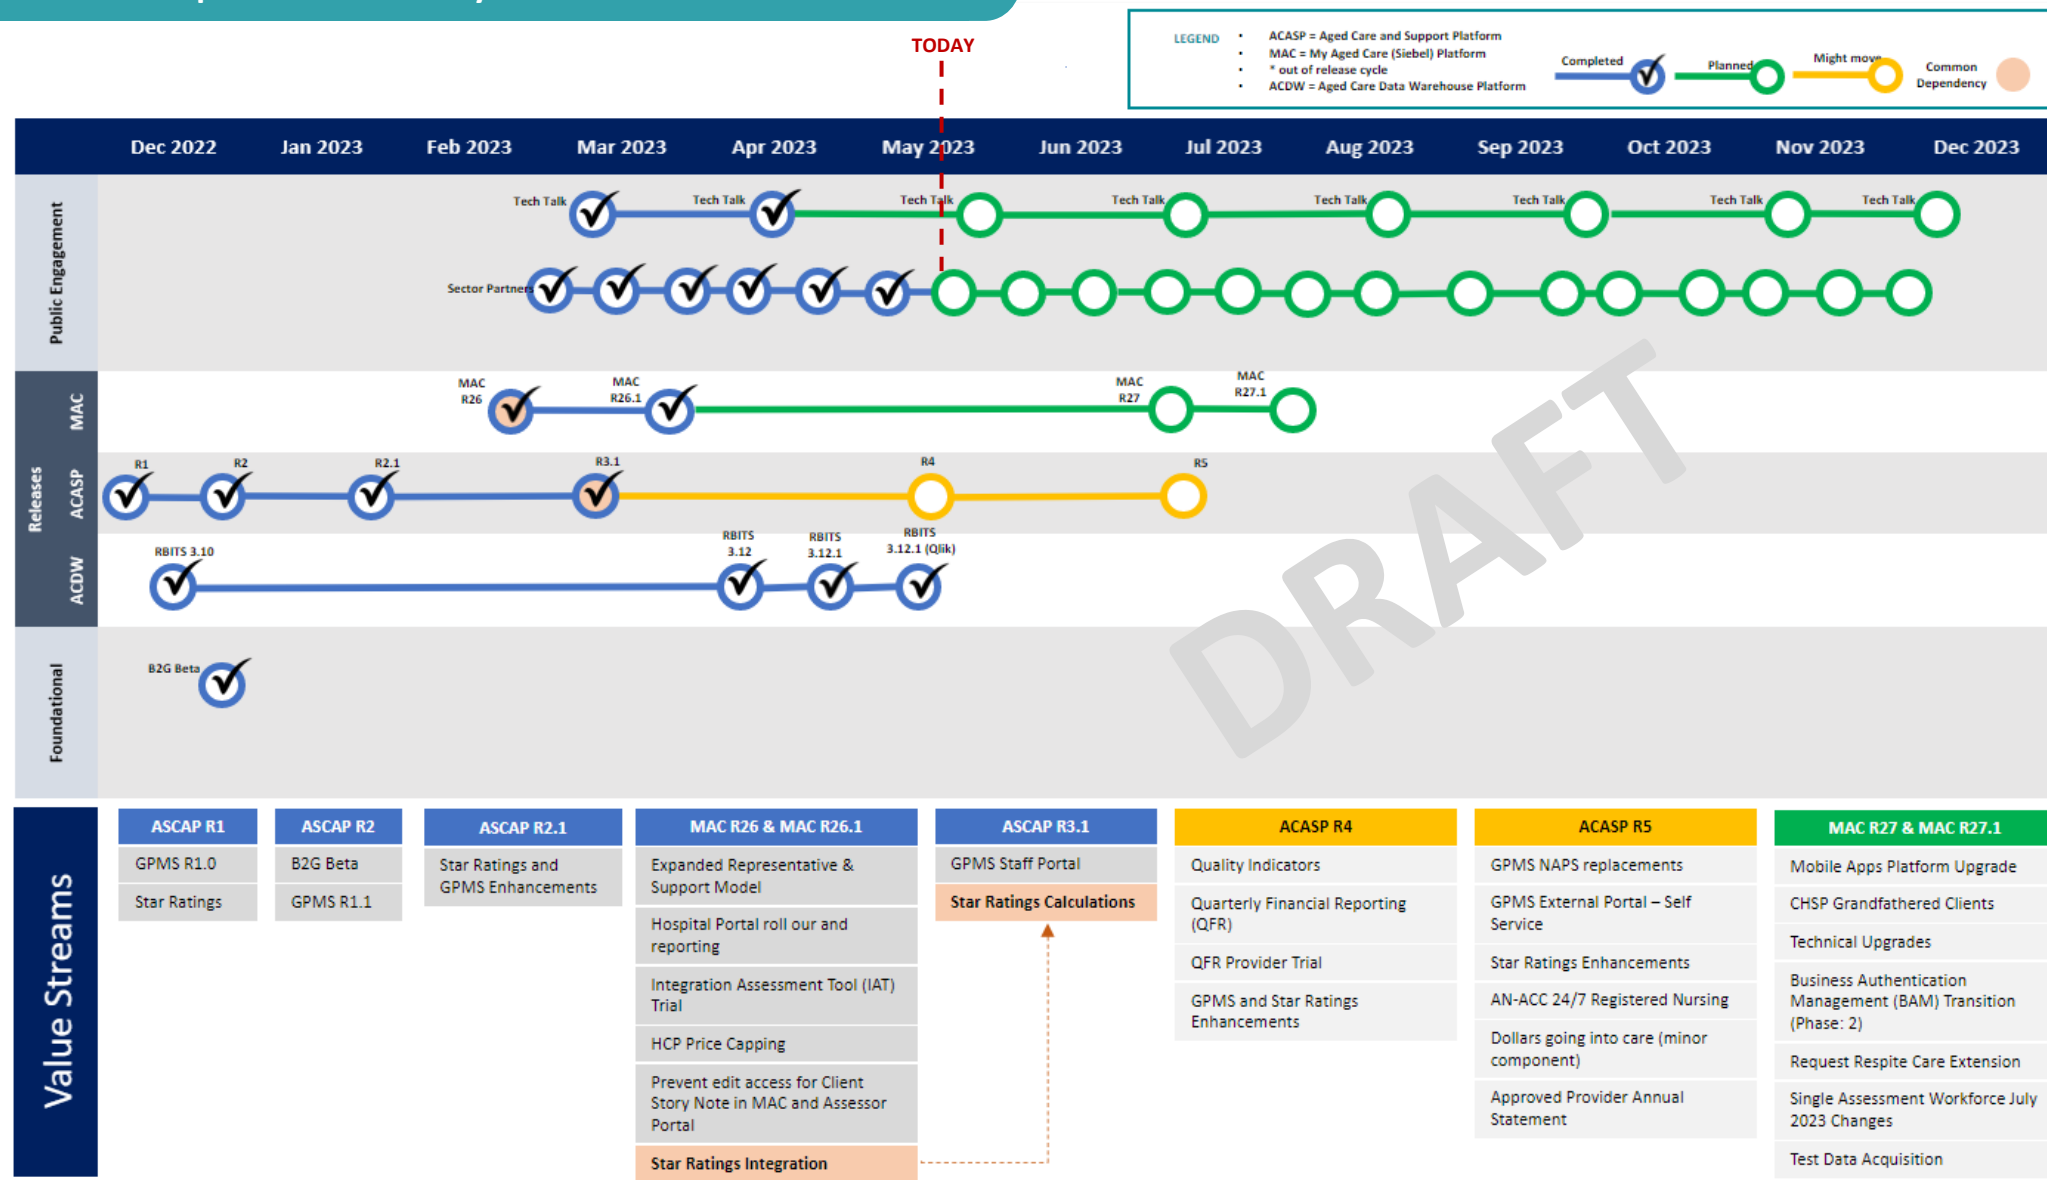 TODAY
LEGEND
• ACASP = Aged Care and Support Platform
• MAC = My Aged Care (Siebel) Platform
• * out of release cycle
• ACDW = Aged Care Data Warehouse Platform
Completed
Planned
Might move
Common
Dependency
Dec 2022 Jan 2023 Feb 2023 Mar 2023 Apr 2023 May 2023 Jun 2023 Jul 2023 Aug 2023 Sep 2023 Oct 2023 Nov 2023 Dec 2023
Public Engagement
Tech Talk Tech Talk Tech Talk Tech Talk Tech Talk Tech Talk Tech Talk Tech Talk
Sector Partners
Releases
MAC
MAC
R26
MAC
R26.1
MAC
R27
MAC
R27.1
ACASP
R1 R2 R2.1 R3.1 R4 R5
ACDW
RBITS 3.10
RBITS
3.12
RBITS
3.12.1
RBITS
3.12.1 (Qlik)
Foundational
B2G Beta
DRAFT
Value Streams
ASCAP R1
GPMS R1.0
Star Ratings
ASCAP R2
B2G Beta
GPMS R1.1
ASCAP R2.1
Star Ratings and
GPMS Enhancements
MAC R26 & MAC R26.1
Expanded Representative &
Support Model
Hospital Portal roll our and
reporting
Integration Assessment Tool (IAT)
Trial
HCP Price Capping
Prevent edit access for Client
Story Note in MAC and Assessor
Portal
Star Ratings Integration
ASCAP R3.1
GPMS Staff Portal
Star Ratings Calculations
ACASP R4
Quality Indicators
Quarterly Financial Reporting
(QFR)
QFR Provider Trial
GPMS and Star Ratings
Enhancements
ACASP R5
GPMS NAPS replacements
GPMS External Portal – Self
Service
Star Ratings Enhancements
AN-ACC 24/7 Registered Nursing
Dollars going into care (minor
component)
Approved Provider Annual
Statement
MAC R27 & MAC R27.1
Mobile Apps Platform Upgrade
CHSP Grandfathered Clients
Technical Upgrades
Business Authentication
Management (BAM) Transition
(Phase: 2)
Request Respite Care Extension
Single Assessment Workforce July
2023 Changes
Test Data Acquisition